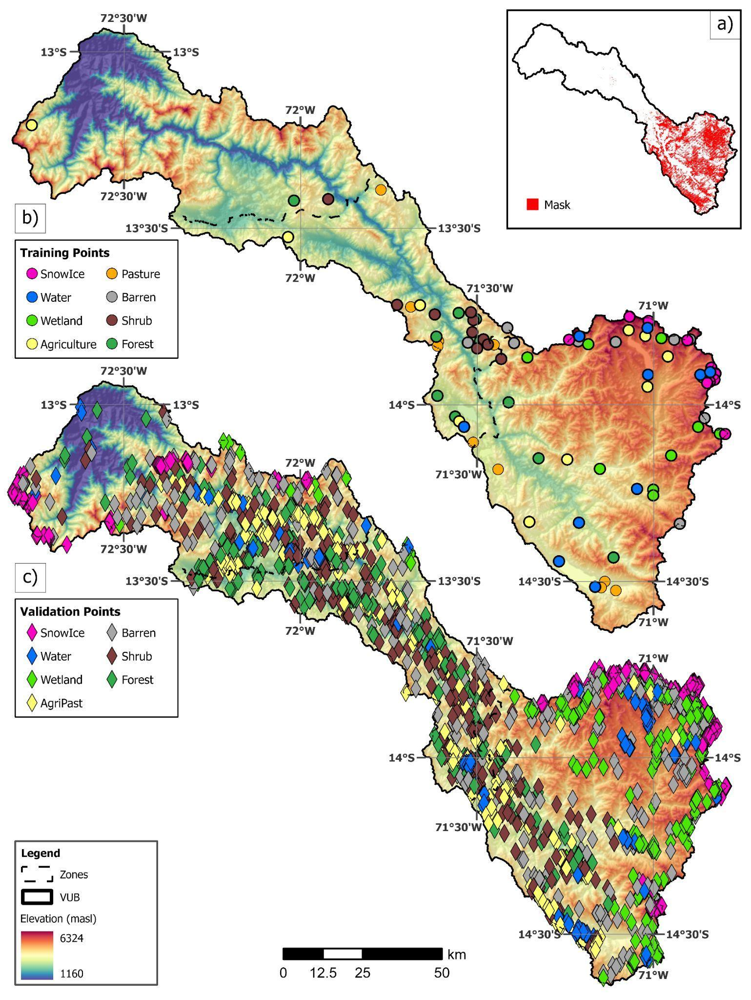 a)
Mask
72°30'W
13°S
13°S
72°W
72°30'W
b)
13°30'S
13°30'S
Training Points
SnowIce
Pasture
Water
Barren
Wetland
Shrub
Agriculture
Forest
72°W
71°30'W
71°W
14°S
14°S
71°30'W
14°30'S
14°30'S
71°W
72°30'W
13°S
13°S
72°W
72°30'W
c)
13°30'S
13°30'S
Validation Points
SnowIce
Barren
Water
Shrub
Wetland
Forest
AgriPast
72°W
71°30'W
71°W
14°S
14°S
71°30'W
14°30'S
14°30'S
71°W
Legend
Zones
VUB
Elevation (masl)
6324
1160
km
0 12.5 25 50